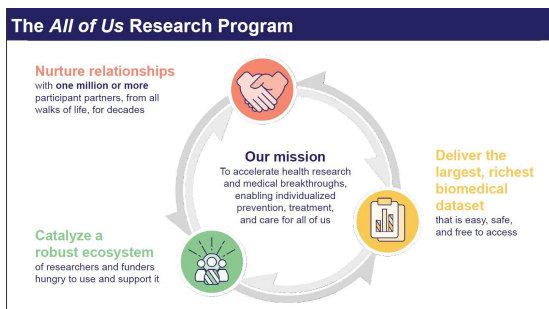 The All of Us Research Program
Nurture relationships
with one million or more
participant partners, from all
walks of life, for decades
Our mission
To accelerate health research
and medical breakthroughs,
enabling individualized
prevention, treatment,
and care for all of us
Deliver the
largest, richest
biomedical
dataset
that is easy, safe,
and free to access
Catalyze a
robust ecosystem
of researchers and funders
hungry to use and support it